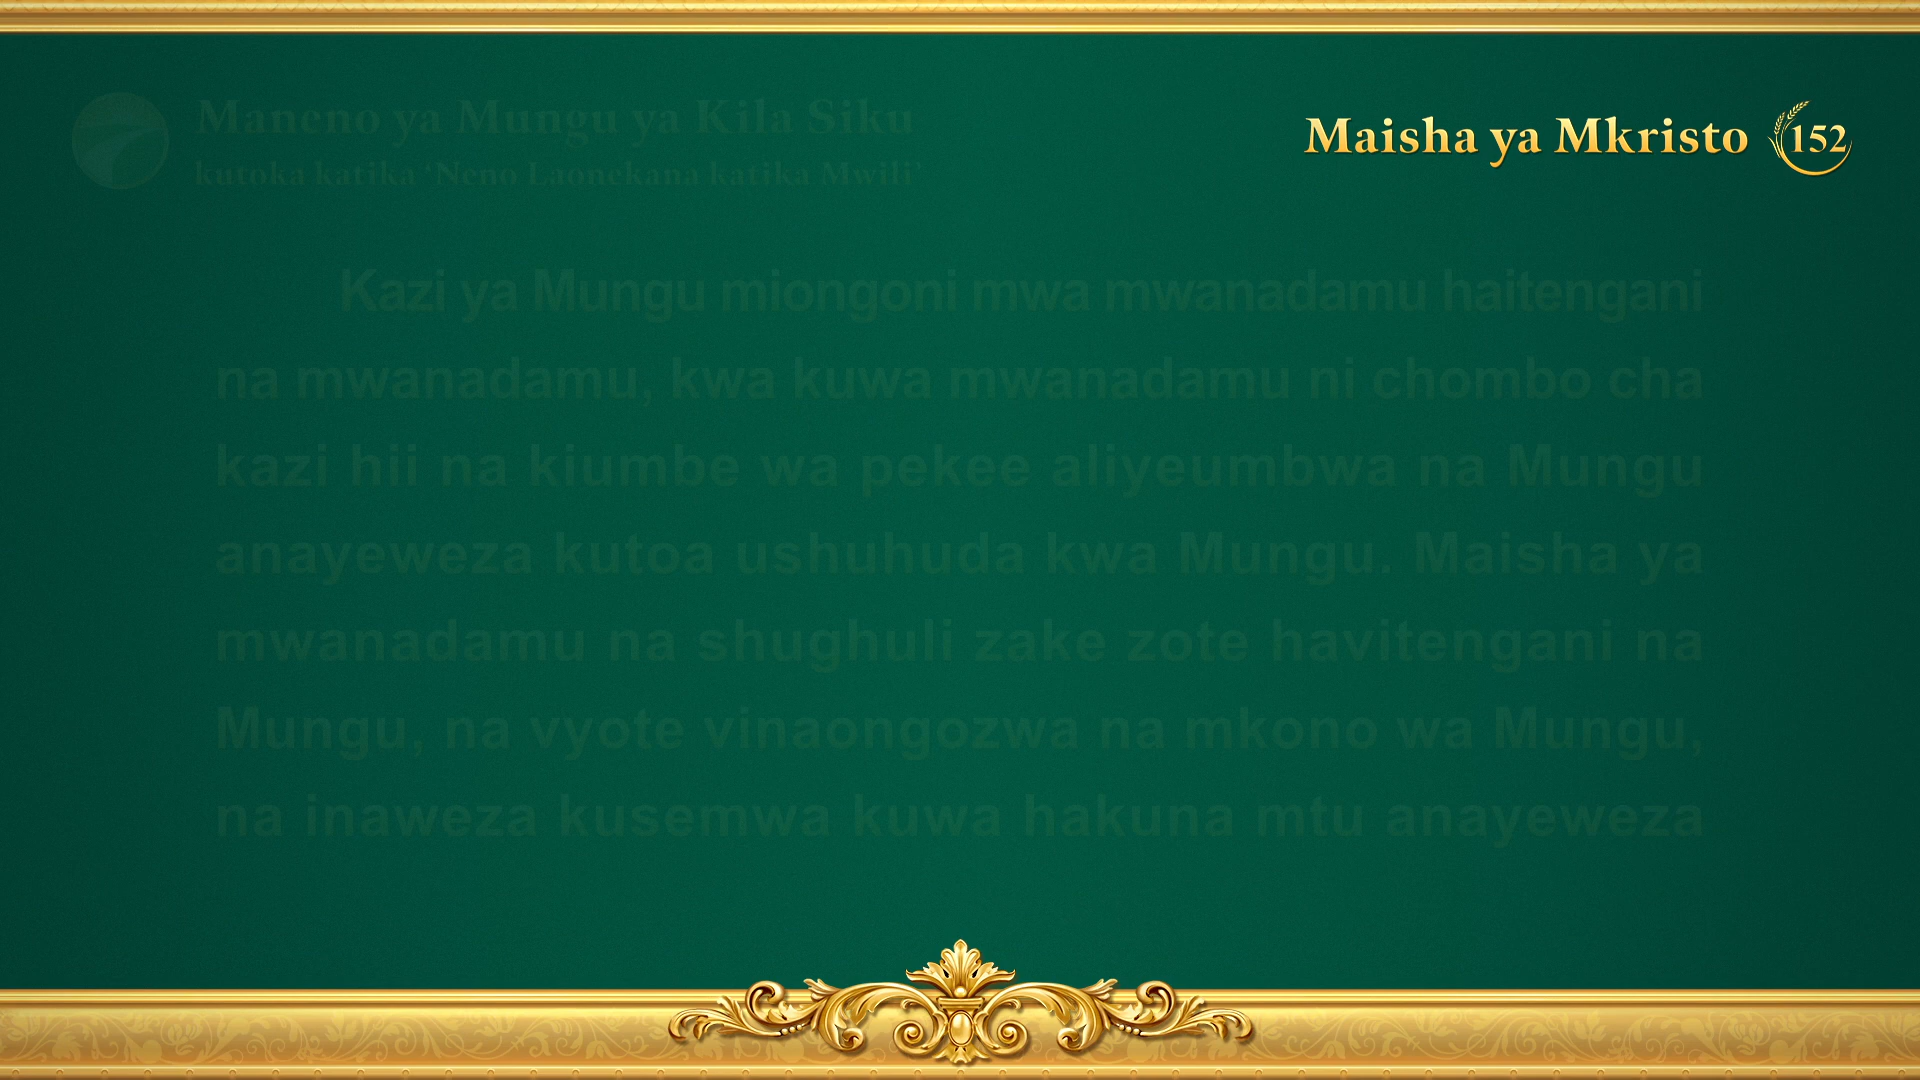 Maneno ya Mungu ya Kila Siku
kutoka katika ‘Neno Laonekana katika Mwili’
Maisha ya Mkristo 152
Kazi ya Mungu miongoni mwa mwanadamu haitengani
na mwanadamu, kwa kuwa mwanadamu ni chombo cha
kazi hii na kiumbe wa pekee aliyeumbwa na Mungu
anayeweza kutoa ushuhuda kwa Mungu. Maisha ya
mwanadamu na shughuli zake zote havitengani na
Mungu, na vyote vinaongozwa na mkono wa Mungu,
na inaweza kusemwa kuwa hakuna mtu anayeweza